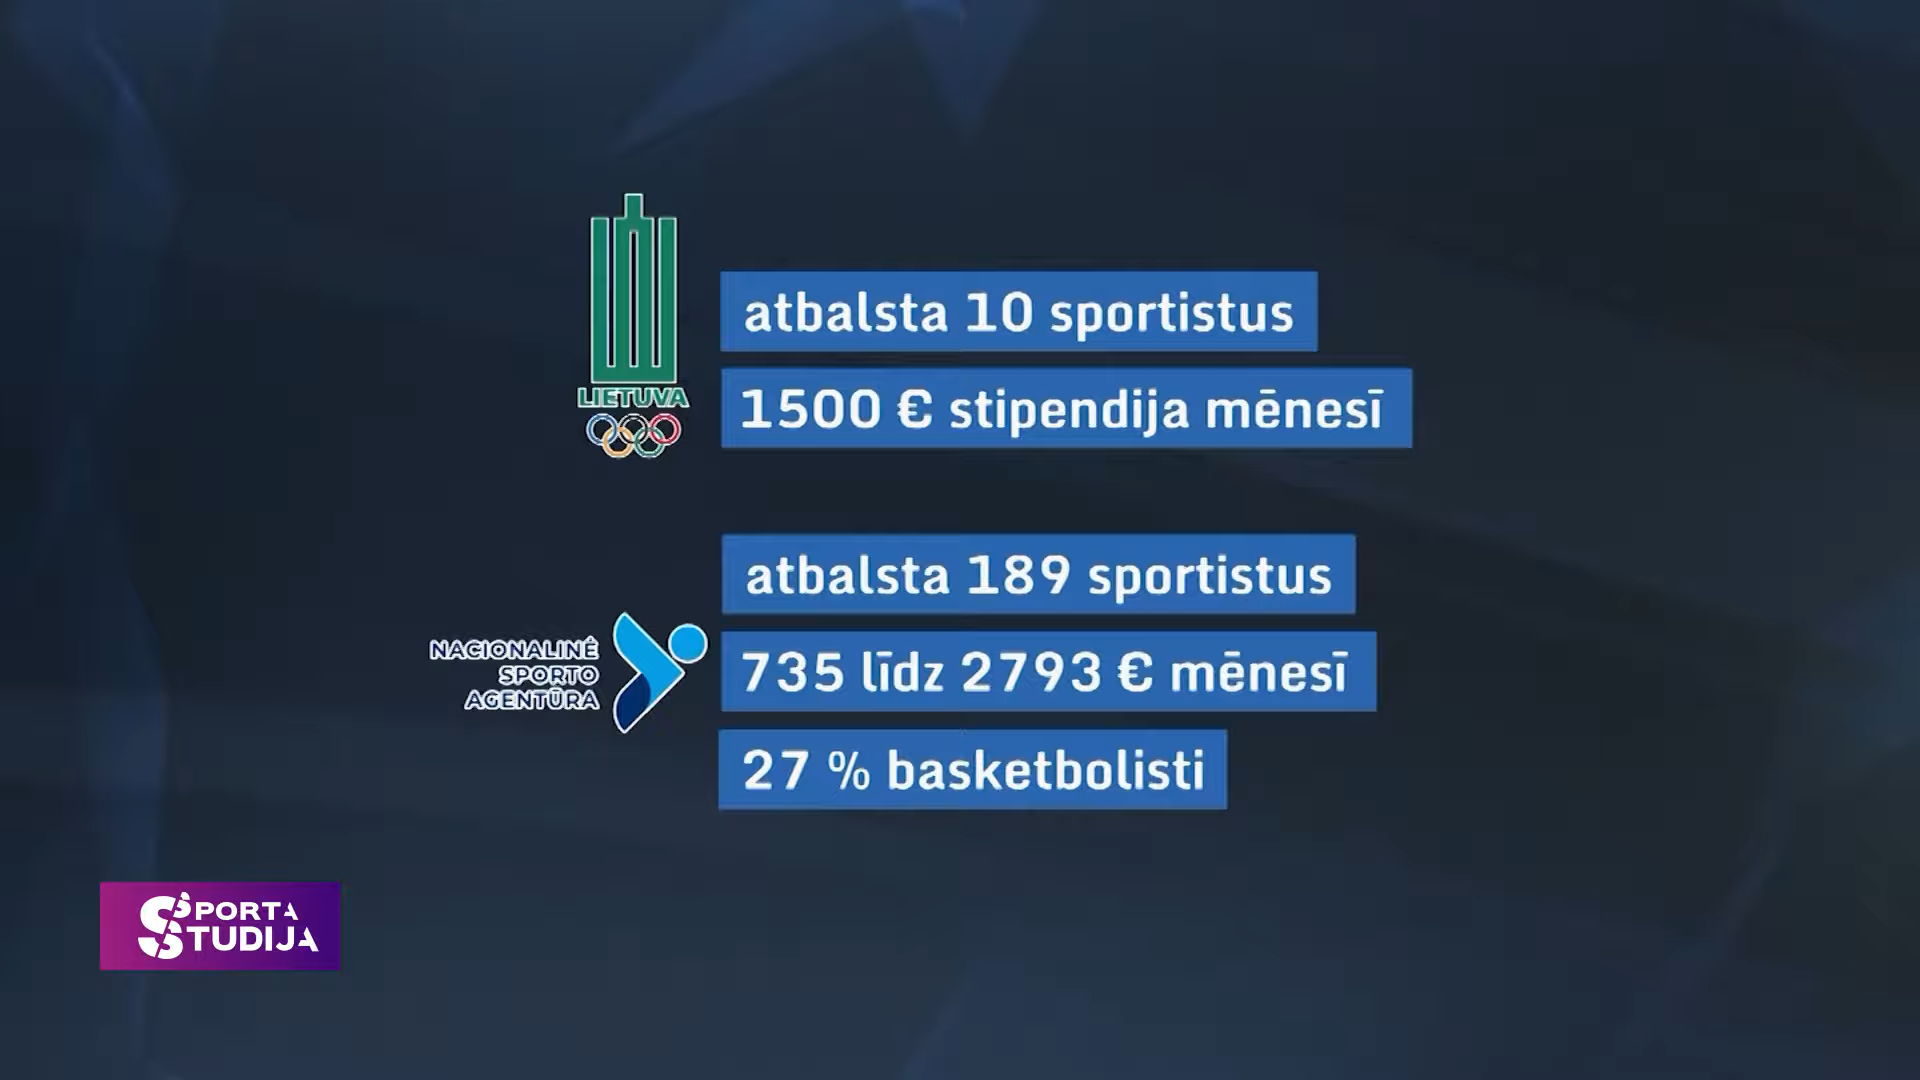 LIETUVA
atbalsta 10 sportistus
1500 € stipendija mēnesī
NACIONALINĖ
SPORTO
AGENTŪRA
atbalsta 189 sportistus
735 līdz 2793 € mēnesī
27 % basketbolisti
SPORTA
STUDIJA